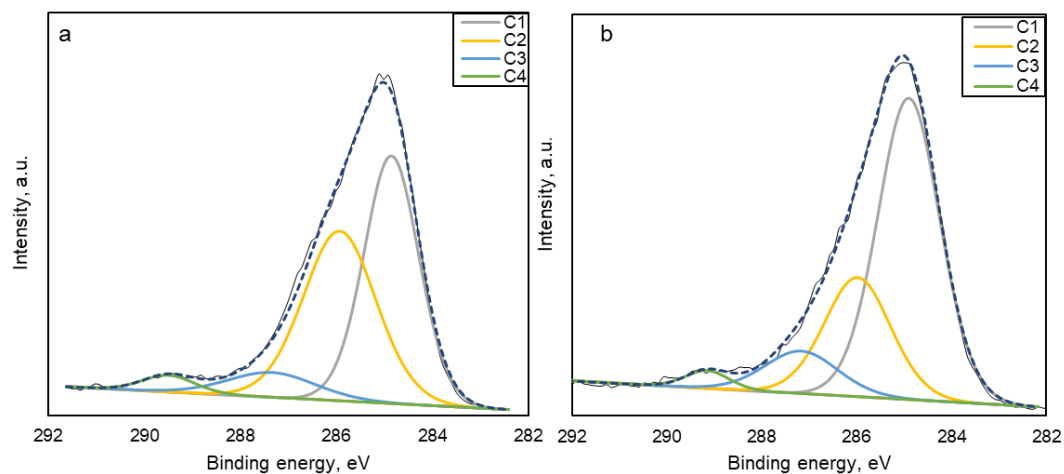 a
C1
C2
C3
C4
Intensity, a.u.
292 290 288 286 284 282
Binding energy, eV
b
C1
C2
C3
C4
Intensity, a.u.
292 290 288 286 284 282
Binding energy, eV